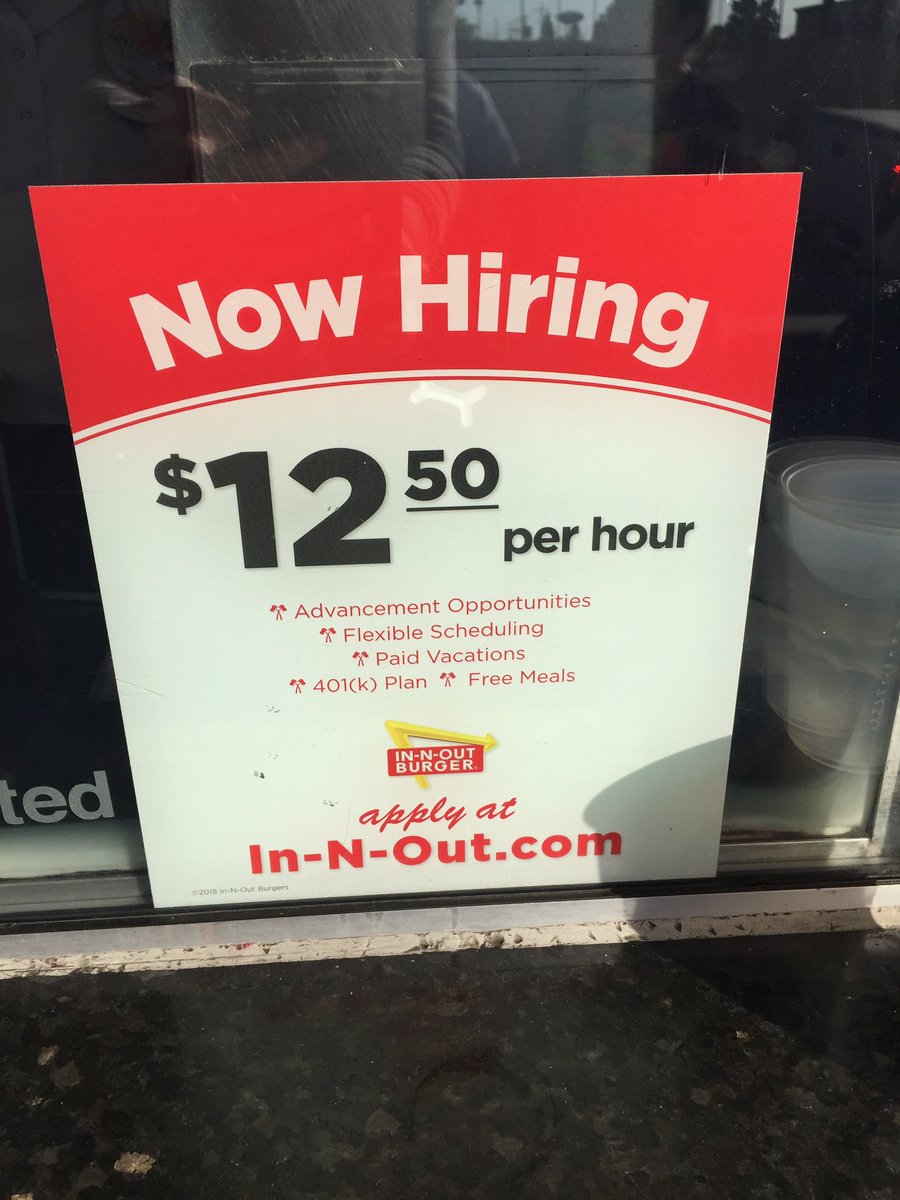 Now Hiring
$12 50 per hour
Advancement Opportunities
Flexible Scheduling
Paid Vacations
401(k) Plan Free Meals
IN-N-OUT
BURGER®
apply at
In-N-Out.com
©2015 In-N-Out Burgers
ted